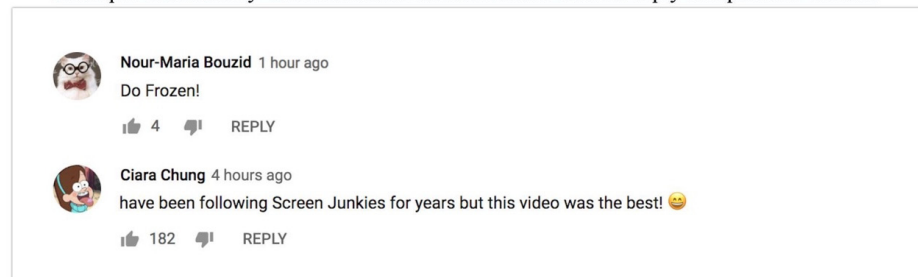 Nour-Maria Bouzid 1 hour ago
Do Frozen!
4 REPLY
Ciara Chung 4 hours ago
have been following Screen Junkies for years but this video was the best! 😄
182 REPLY